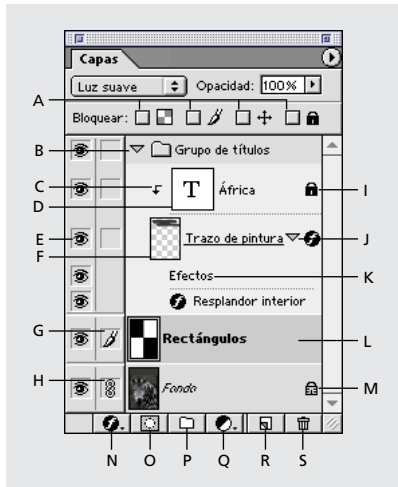 Capas
Luz suave Opacidad: 100%
A
Bloquear:
B Grupo de títulos
C T África I
D
E Trazo de pintura J
F
Efectos K
Resplandor interior
G Rectángulos L
H Fondo M
N O P Q R S